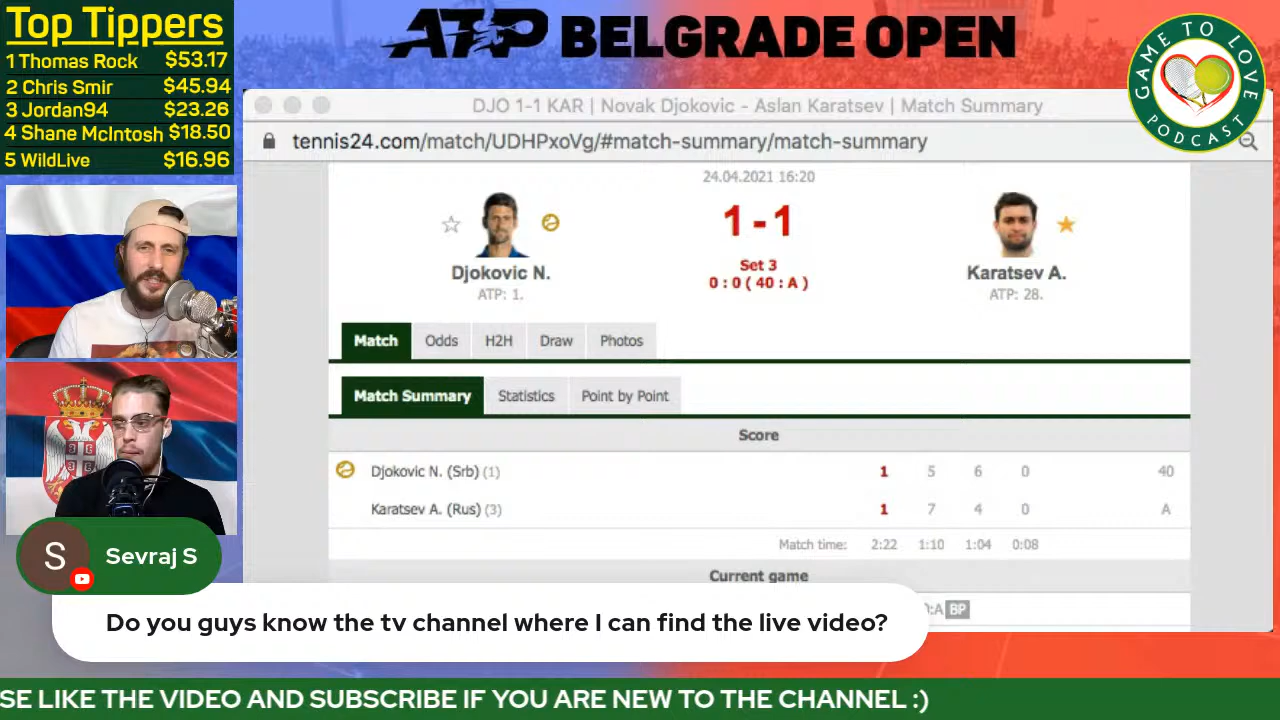 Top Tippers
1 Thomas Rock $53.17
2 Chris Smir $45.94
3 Jordan94 $23.26
4 Shane McIntosh $18.50
5 WildLive $16.96
ATP BELGRADE OPEN
GAME TO LOVE
PODCAST
DJO 1-1 KAR | Novak Djokovic - Aslan Karatsev | Match Summary
tennis24.com/match/UDHPxoVg/#match-summary/match-summary
24.04.2021 16:20
1 - 1
Set 3
0 : 0 ( 40 : A )
Djokovic N.
ATP: 1.
Karatsev A.
ATP: 28.
Match Odds H2H Draw Photos
Match Summary Statistics Point by Point
Score
Djokovic N. (Srb) (1) 1 5 6 0 40
Karatsev A. (Rus) (3) 1 7 4 0 A
Match time: 2:22 1:10 1:04 0:08
Current game
:A BP
S
Sevraj S
Do you guys know the tv channel where I can find the live video?
SE LIKE THE VIDEO AND SUBSCRIBE IF YOU ARE NEW TO THE CHANNEL :)